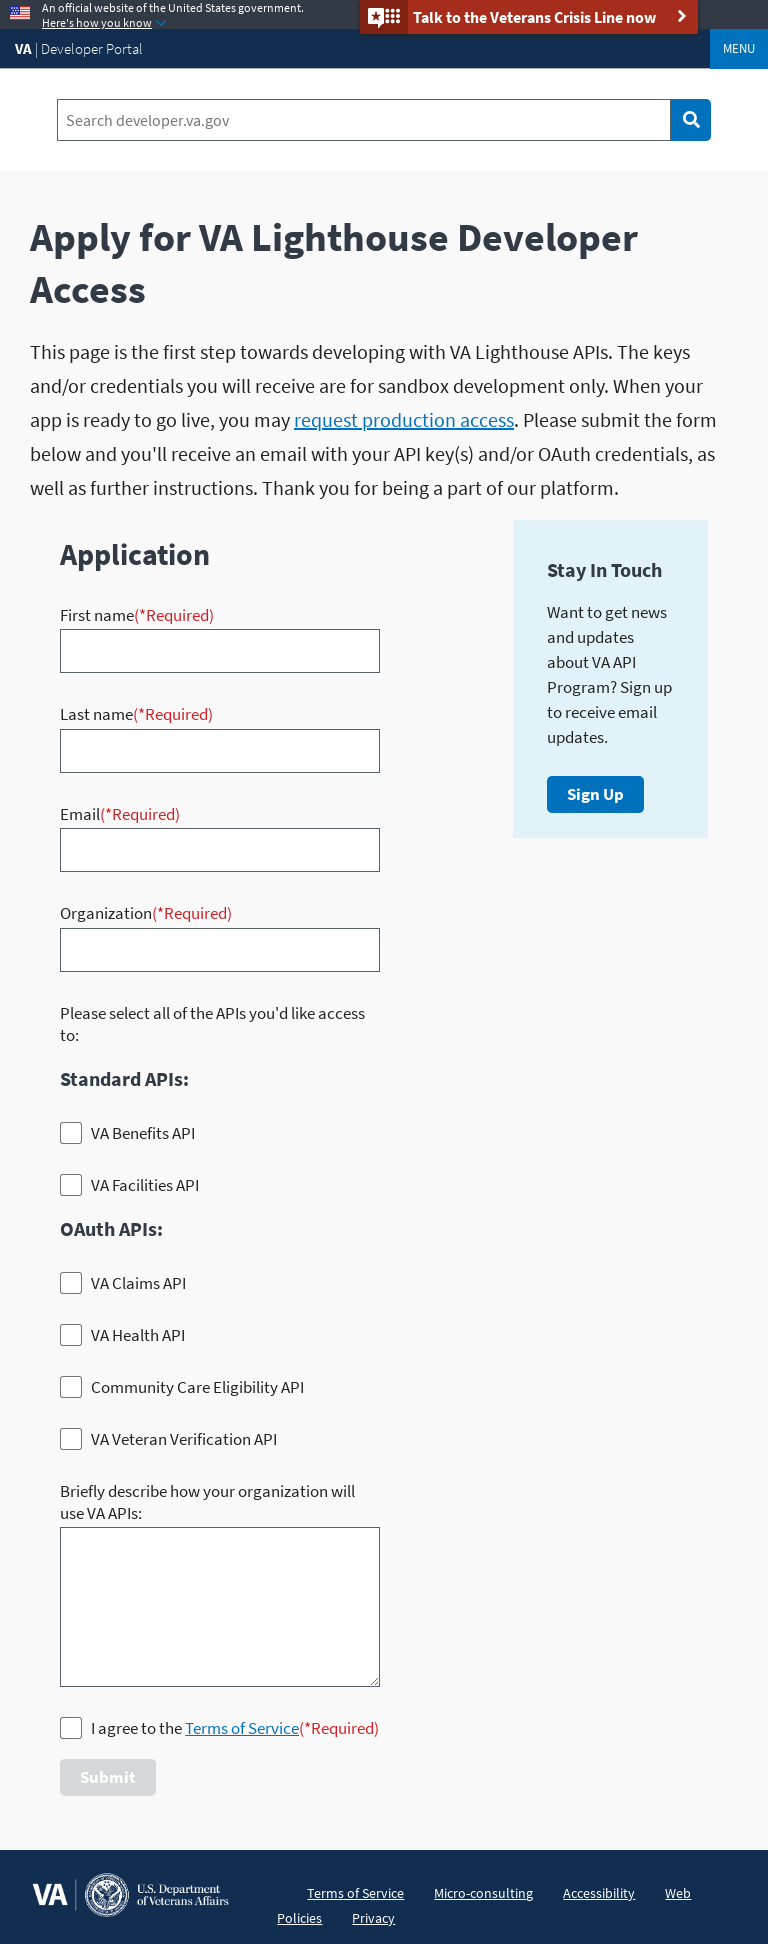 An official website of the United States government.
Here's how you know
Talk to the Veterans Crisis Line now
VA | Developer Portal
MENU
Search developer.va.gov
Apply for VA Lighthouse Developer
Access
This page is the first step towards developing with VA Lighthouse APIs. The keys
and/or credentials you will receive are for sandbox development only. When your
app is ready to go live, you may request production access. Please submit the form
below and you'll receive an email with your API key(s) and/or OAuth credentials, as
well as further instructions. Thank you for being a part of our platform.
Application
First name(*Required)
Last name(*Required)
Email(*Required)
Organization(*Required)
Please select all of the APIs you'd like access
to:
Standard APIs:
VA Benefits API
VA Facilities API
OAuth APIs:
VA Claims API
VA Health API
Community Care Eligibility API
VA Veteran Verification API
Briefly describe how your organization will
use VA APIs:
I agree to the Terms of Service(*Required)
Submit
Stay In Touch
Want to get news
and updates
about VA API
Program? Sign up
to receive email
updates.
Sign Up
VA
U.S. Department
of Veterans Affairs
Terms of Service Micro-consulting Accessibility Web
Policies Privacy